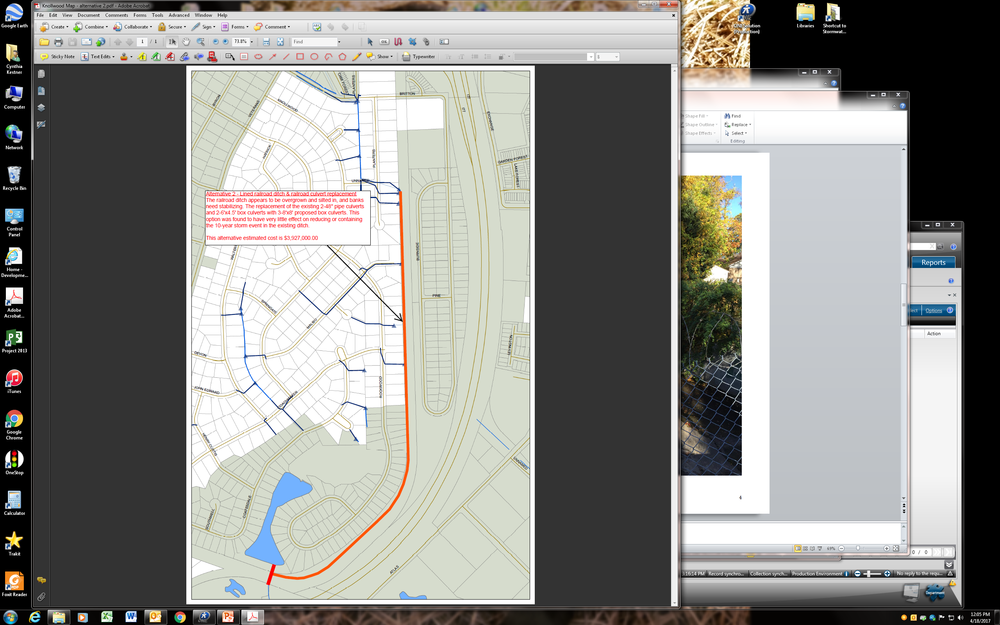 Knollwood Map - alternative 2.pdf - Adobe Acrobat
File Edit View Document Comments Forms Tools Advanced Window Help
Create Combine Collaborate Secure Sign Forms Comment
1 / 1 73.8% Find OK
Sticky Note Text Edits Show Typewriter 8
Google Earth
Cynthia
Kestner
Computer
Network
Recycle Bin
Control
Panel
Home -
Developme...
Adobe
Acrobat...
Project 2013
iTunes
Google
Chrome
OneStop
Calculator
Trakit
Foxit Reader
ONESolution
(Production)
Libraries
Shortcut to
Stormwat...
BYRON
VETERANS
KNOLLWOOD
CAMI FOREST
PLANTERS
BRITTON
I77
I77
EXCHANGE
HATRICK
PLANTERS
GARDEN FOREST
LAKE FOREST
UNNAMED
Alternative 2 - Lined railroad ditch & railroad culvert replacement
The railroad ditch appears to be overgrown and silted in, and banks
need stabilizing. The replacement of the existing 2-48" pipe culverts
and 2-6'x4.5' box culverts with 3-8'x8' proposed box culverts. This
option was found to have very little effect on reducing or containing
the 10-year storm event in the existing ditch.
This alternative estimated cost is $3,927,000.00
BURNSIDE
PINE
SPRINGATE
MALIBU
LEVINGTON
DEVON
JOHN EDWARD
COACHMAKER
ROCKWOOD
HENRY CURTIS
UNNAMED
COATESDALE
SOUTHWELL
ATLAS
Shape Fill
Shape Outline
Shape Effects
Find
Replace
Select
Editing
4
69%
Reports
Options
Action
0 / 0
3:16:14 PM Record synchro... Collection synch... Production Environment No reply to the requ...
Department
12:05 PM
4/18/2017